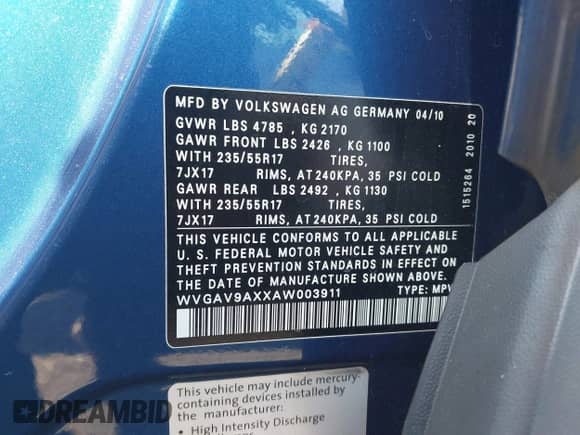 MFD BY VOLKSWAGEN AG GERMANY 04/10
GVWR LBS 4785 , KG 2170
GAWR FRONT LBS 2426 , KG 1100
WITH 235/55R17 TIRES,
7JX17 RIMS, AT 240KPA, 35 PSI COLD
GAWR REAR LBS 2492 , KG 1130
WITH 235/55R17 TIRES,
7JX17 RIMS, AT 240KPA, 35 PSI COLD
THIS VEHICLE CONFORMS TO ALL APPLICABLE
U. S. FEDERAL MOTOR VEHICLE SAFETY AND
THEFT PREVENTION STANDARDS IN EFFECT ON
THE DATE OF MANUFACTURE SHOWN ABOVE.
WVGAV9AXXAW003911 TYPE: MPV
1515264 2010 20
This vehicle may include mercury-
containing devices installed by
the manufacturer:
• High Intensity Discharge
DREAMBID